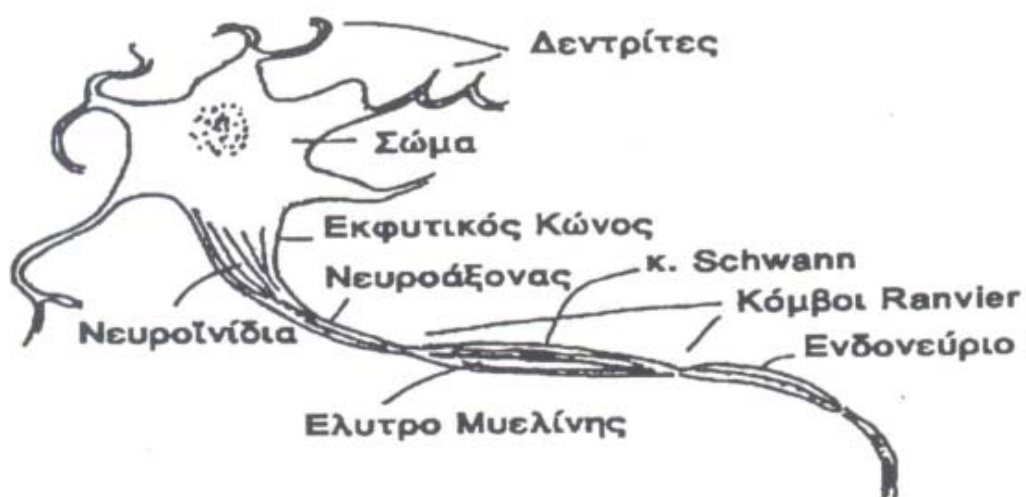 Δεντρίτες
Σώμα
Εκφυτικός Κώνος
κ. Schwann
Νευροάξονας
Κόμβοι Ranvier
Νευροϊνίδια
Ενδονεύριο
Ελυτρο Μυελίνης